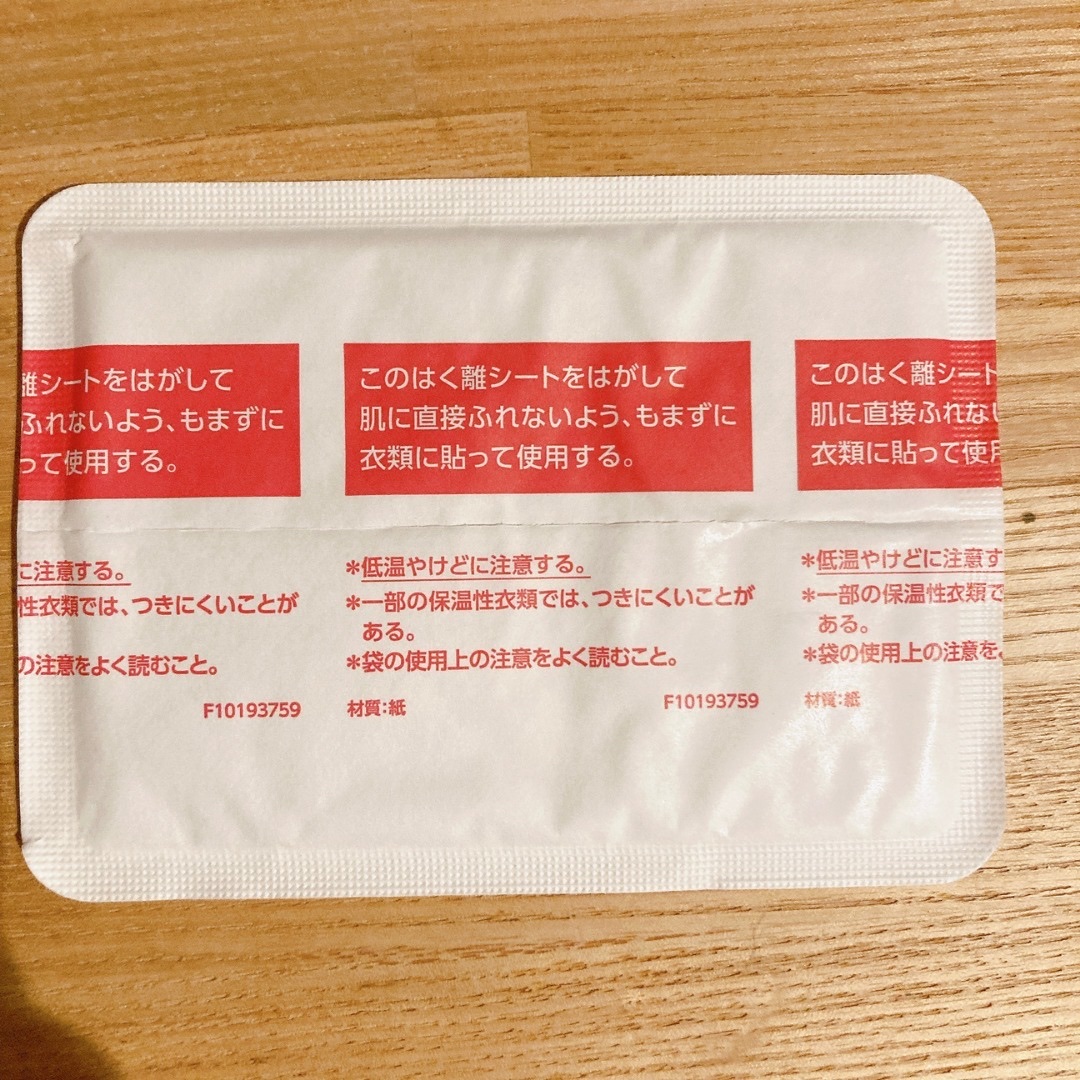 離シートをはがして
ふれないよう、もまずに
って使用する。
に注意する。
性衣類では、つきにくいことが
の注意をよく読むこと。
F10193759
このはく離シートをはがして
肌に直接ふれないよう、もまずに
衣類に貼って使用する。
*低温やけどに注意する。
*一部の保温性衣類では、つきにくいことが
ある。
*袋の使用上の注意をよく読むこと。
材質:紙 F10193759
このはく離シート
肌に直接ふれない
衣類に貼って使用
*低温やけどに注意す
*一部の保温性衣類で
ある。
*袋の使用上の注意を
材質:紙